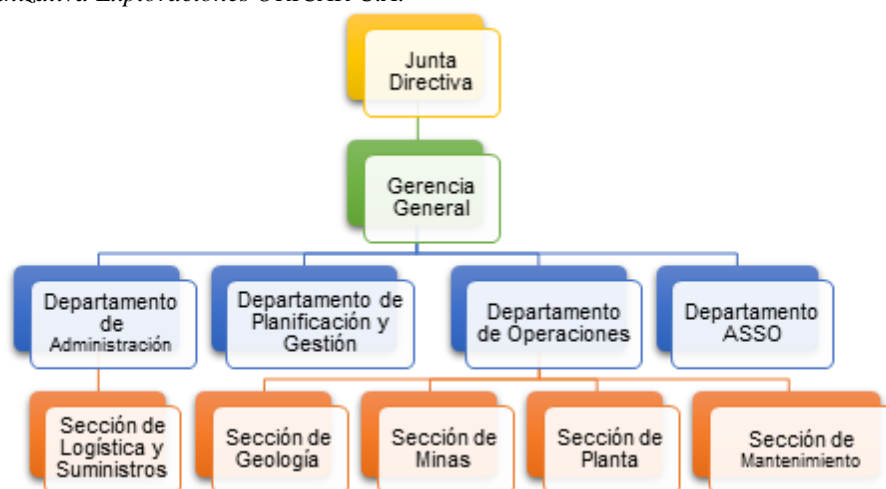 Exploraciones
Junta
Directiva
Gerencia
General
Departamento
de
Administración
Departamento de
Planificación y
Gestión
Departamento
de Operaciones
Departamento
ASSO
Sección de
Logística y
Suministros
Sección de
Geología
Sección de
Minas
Sección de
Planta
Sección de
Mantenimiento